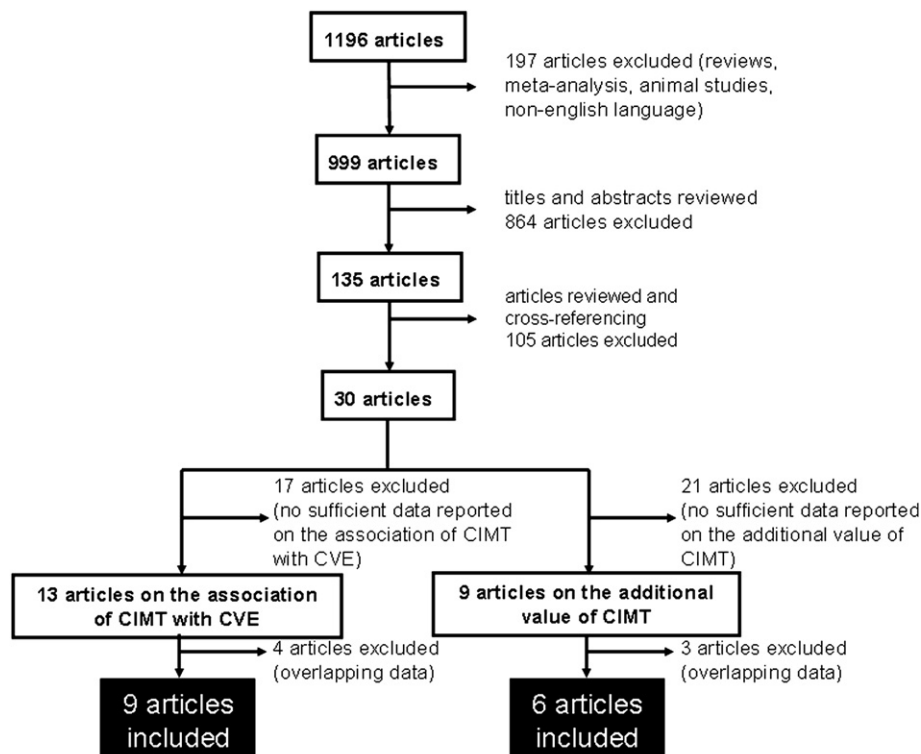 1196 articles
197 articles excluded (reviews,
meta-analysis, animal studies,
non-english language)
999 articles
titles and abstracts reviewed
864 articles excluded
135 articles
articles reviewed and
cross-referencing
105 articles excluded
30 articles
17 articles excluded
(no sufficient data reported
on the association of CIMT
with CVE)
21 articles excluded
(no sufficient data reported
on the additional value of
CIMT)
13 articles on the association
of CIMT with CVE
9 articles on the additional
value of CIMT
4 articles excluded
(overlapping data)
3 articles excluded
(overlapping data)
9 articles
included
6 articles
included